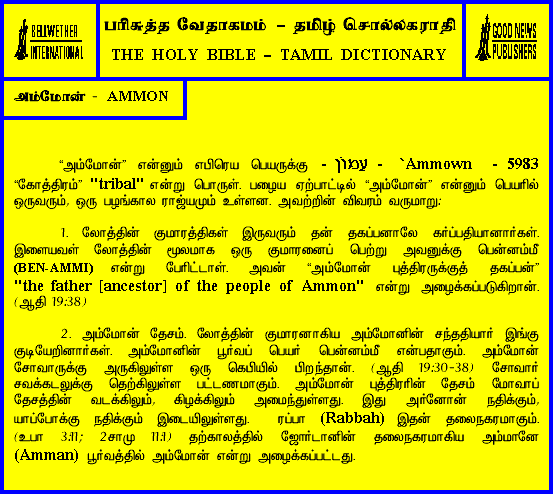 BELLWETHER
INTERNATIONAL
பரிசுத்த வேதாகமம் – தமிழ் சொல்லகராதி
THE HOLY BIBLE – TAMIL DICTIONARY
GOOD NEWS
PUBLISHERS
அம்மோன் - AMMON
“அம்மோன்” என்னும் எபிரெய பெயருக்கு - עמון - `Ammown - 5983
“கோத்திரம்” "tribal" என்று பொருள். பழைய ஏற்பாட்டில் “அம்மோன்” என்னும் பெயரில்
ஒருவரும், ஒரு பழங்கால ராஜ்யமும் உள்ளன. அவற்றின் விவரம் வருமாறு:
1. லோத்தின் குமாரத்திகள் இருவரும் தன் தகப்பனாலே கர்ப்பதியானார்கள்.
இளையவள் லோத்தின் மூலமாக ஒரு குமாரனைப் பெற்று அவனுக்கு பென்னம்மீ
(BEN-AMMI) என்று பேரிட்டாள். அவன் “அம்மோன் புத்திரருக்குத் தகப்பன்”
"the father [ancestor] of the people of Ammon" என்று அழைக்கப்படுகிறான்.
(ஆதி 19:38)
2. அம்மோன் தேசம். லோத்தின் குமாரனாகிய அம்மோனின் சந்ததியார் இங்கு
குடியேறினார்கள். அம்மோனின் பூர்வப் பெயர் பென்னம்மீ என்பதாகும். அம்மோன்
சோவாருக்கு அருகிலுள்ள ஒரு கெபியில் பிறந்தான். (ஆதி 19:30-38) சோவார்
சவக்கடலுக்கு தெற்கிலுள்ள பட்டணமாகும். அம்மோன் புத்திரரின் தேசம் மோவாப்
தேசத்தின் வடக்கிலும், கிழக்கிலும் அமைந்துள்ளது. இது அர்னோன் நதிக்கும்,
யாப்போக்கு நதிக்கும் இடையிலுள்ளது. ரப்பா (Rabbah) இதன் தலைநகரமாகும்.
(உபா 3:11; 2சாமு 11:1) தற்காலத்தில் ஜோர்டானின் தலைநகரமாகிய அம்மானே
(Amman) பூர்வத்தில் அம்மோன் என்று அழைக்கப்பட்டது.